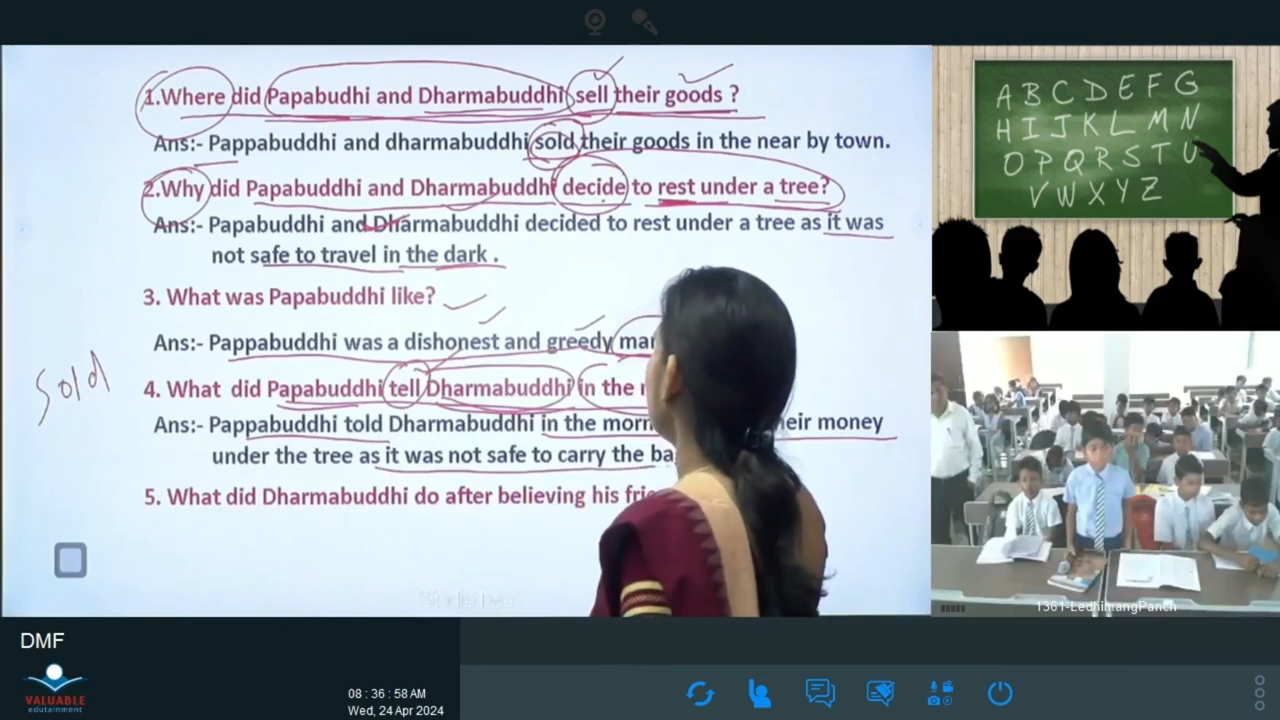 1.Where did Papabudhi and Dharmabuddhi sell their goods ?
Ans:- Pappabuddhi and dharmabuddhi sold their goods in the near by town.
2.Why did Papabuddhi and Dharmabuddhi decide to rest under a tree?
Ans:- Papabuddhi and Dharmabuddhi decided to rest under a tree as it was
not safe to travel in the dark .
3. What was Papabuddhi like?
Ans:- Pappabuddhi was a dishonest and greedy
4. What did Papabuddhi tell Dharmabuddhi in the
Ans:- Pappabuddhi told Dharmabuddhi in the money
under the tree as it was not safe to carry the
5. What did Dharmabuddhi do after believing his
sold
A B C D E F G
H I J K L M N
O P Q R S T U
V W X Y Z
1361-LedhimangPanch
DMF
VALUABLE
edutainment
08 : 36 : 58 AM
Wed, 24 Apr 2024